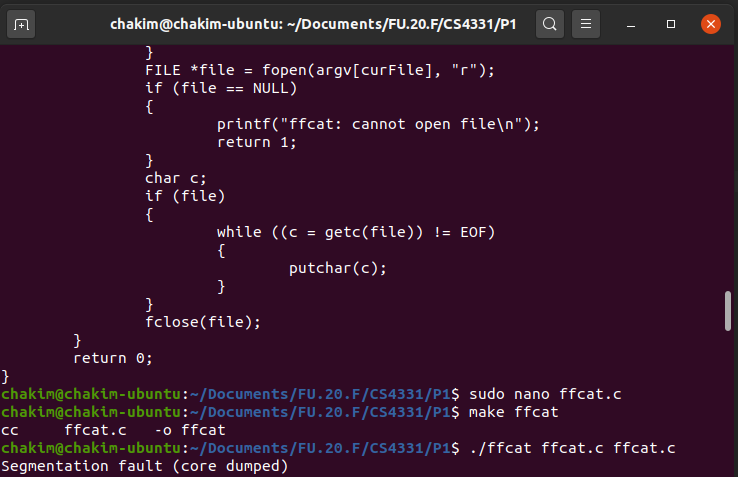 chakim@chakim-ubuntu: ~/Documents/FU.20.F/CS4331/P1
}
FILE *file = fopen(argv[curFile], "r");
if (file == NULL)
{
printf("ffcat: cannot open file\n");
return 1;
}
char c;
if (file)
{
while ((c = getc(file)) != EOF)
{
putchar(c);
}
}
fclose(file);
}
return 0;
}
chakim@chakim-ubuntu:~/Documents/FU.20.F/CS4331/P1$ sudo nano ffcat.c
chakim@chakim-ubuntu:~/Documents/FU.20.F/CS4331/P1$ make ffcat
cc     ffcat.c   -o ffcat
chakim@chakim-ubuntu:~/Documents/FU.20.F/CS4331/P1$ ./ffcat ffcat.c ffcat.c
Segmentation fault (core dumped)